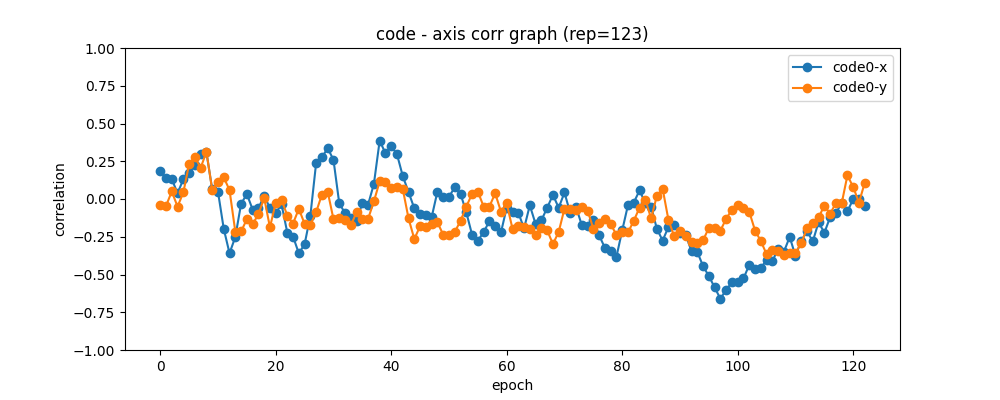 code - axis corr graph (rep=123)
1.00
0.75
0.50
0.25
0.00
−0.25
−0.50
−0.75
−1.00
correlation
code0-x
code0-y
0 20 40 60 80 100 120
epoch